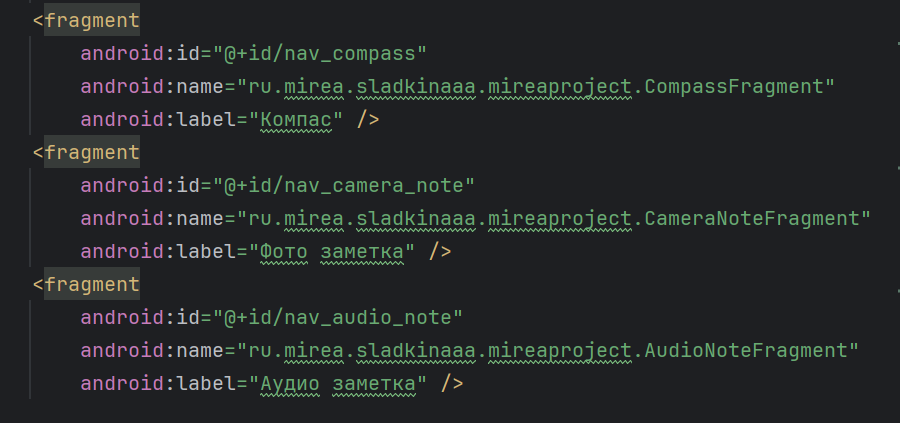 <fragment
android:id="@+id/nav_compass"
android:name="ru.mirea.sladkinaaa.mireaproject.CompassFragment"
android:label="Компас" />
<fragment
android:id="@+id/nav_camera_note"
android:name="ru.mirea.sladkinaaa.mireaproject.CameraNoteFragment"
android:label="Фото заметка" />
<fragment
android:id="@+id/nav_audio_note"
android:name="ru.mirea.sladkinaaa.mireaproject.AudioNoteFragment"
android:label="Аудио заметка" />